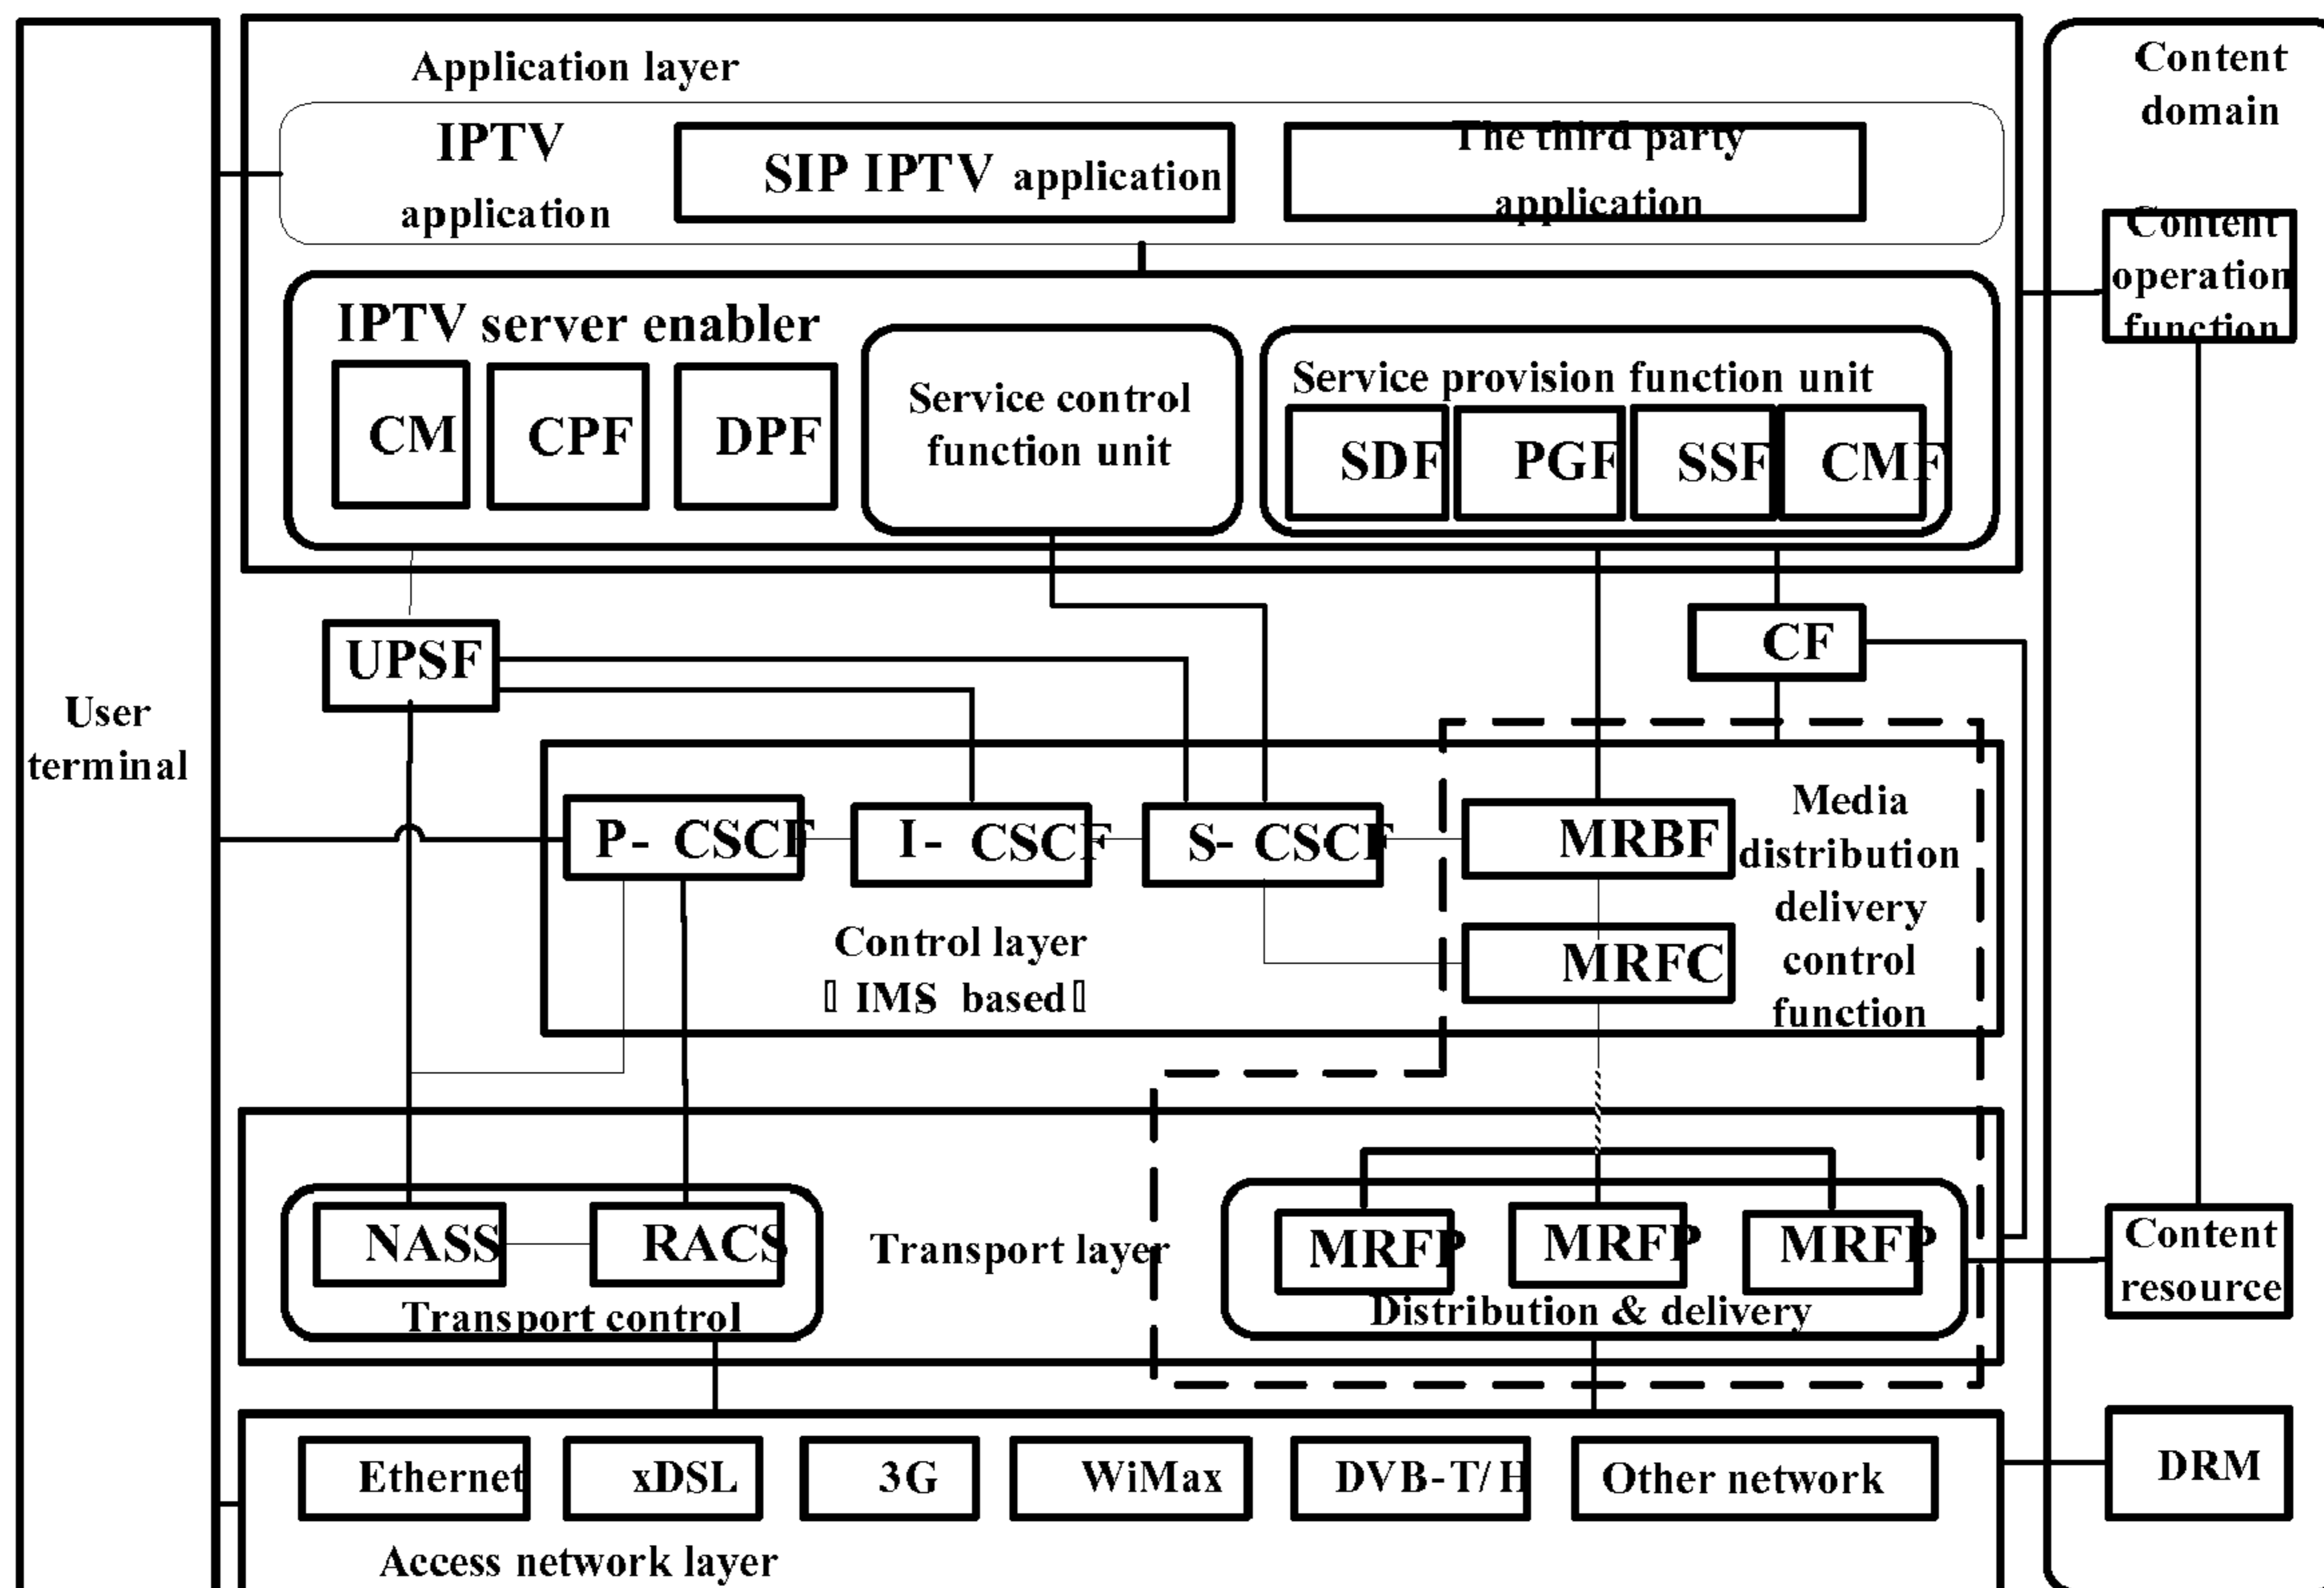 Application layer
IPTV
application
SIP IPTV application
The third party
application
Content
domain
Content
operation
function
IPTV server enabler
CM
CPF
DPF
Service control
function unit
Service provision function unit
SDF
PGF
SSF
CMF
User
terminal
UPSF
CF
P- CSCF
I- CSCF
S- CSCF
MRBF
MRFC
Media
distribution
delivery
control
function
Control layer
IMS based
NASS
RACS
Transport control
Transport layer
MRFP
MRFP
MRFP
Distribution & delivery
Content
resource
Ethernet
xDSL
3G
WiMax
DVB-T/H
Other network
DRM
Access network layer